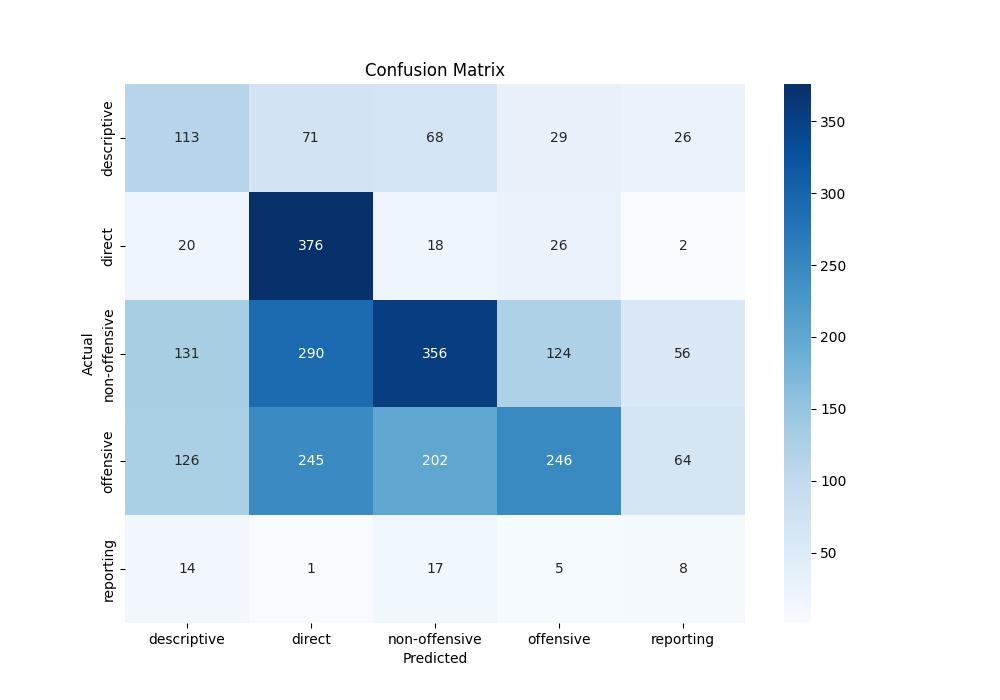 Confusion Matrix
descriptive 113 71 68 29 26
direct 20 376 18 26 2
non-offensive 131 290 356 124 56
offensive 126 245 202 246 64
reporting 14 1 17 5 8
descriptive direct non-offensive offensive reporting
Predicted
Actual
350
300
250
200
150
100
50